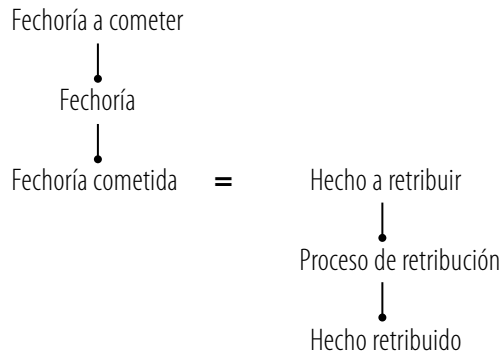 Fechoría a cometer
Fechoría
Fechoría cometida = Hecho a retribuir
Proceso de retribución
Hecho retribuido